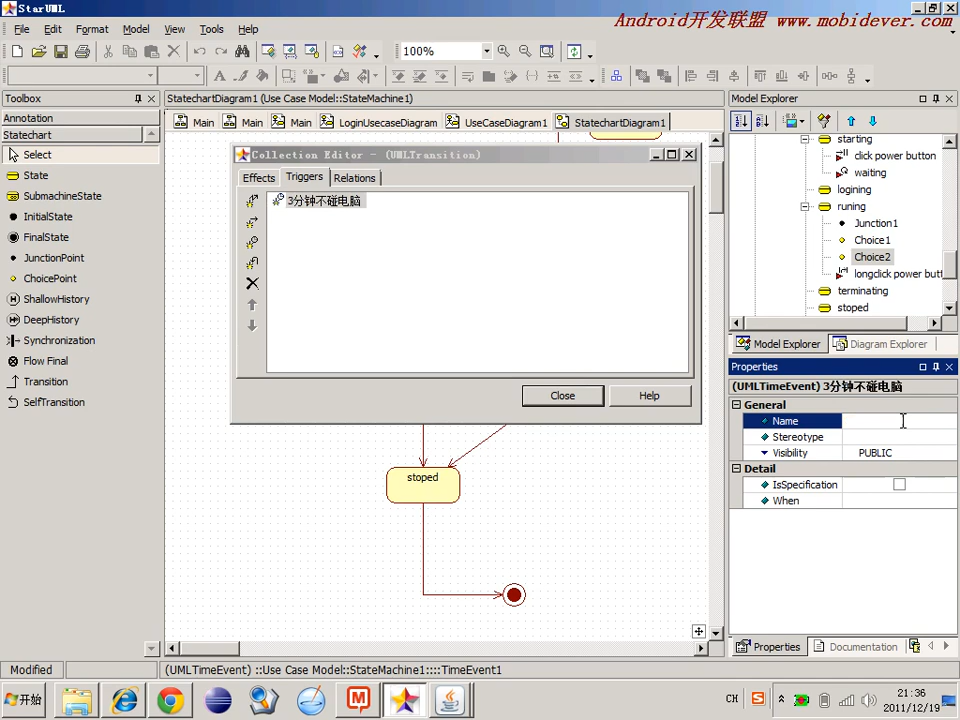 StarUML
Android开发联盟 www.mobidever.com
File Edit Format Model View Tools Help
100%
Toolbox
StatechartDiagram1 (Use Case Model::StateMachine1)
Model Explorer
Annotation
Statechart
Main Main Main LoginUsecaseDiagram UseCaseDiagram1 StatechartDiagram1
Select
State
SubmachineState
InitialState
FinalState
JunctionPoint
ChoicePoint
ShallowHistory
DeepHistory
Synchronization
Flow Final
Transition
SelfTransition
Collection Editor - (UMLTransition)
Effects Triggers Relations
3分钟不碰电脑
Close Help
stoped
starting
click power button
waiting
logining
runing
Junction1
Choice1
Choice2
longclick power butt
terminating
stoped
Model Explorer Diagram Explorer
Properties
(UMLTimeEvent) 3分钟不碰电脑
General
Name
Stereotype
Visibility PUBLIC
Detail
IsSpecification
When
Properties Documentation
Modified (UMLTimeEvent) ::Use Case Model::StateMachine1::::TimeEvent1
开始
CH
21:36
2011/12/19